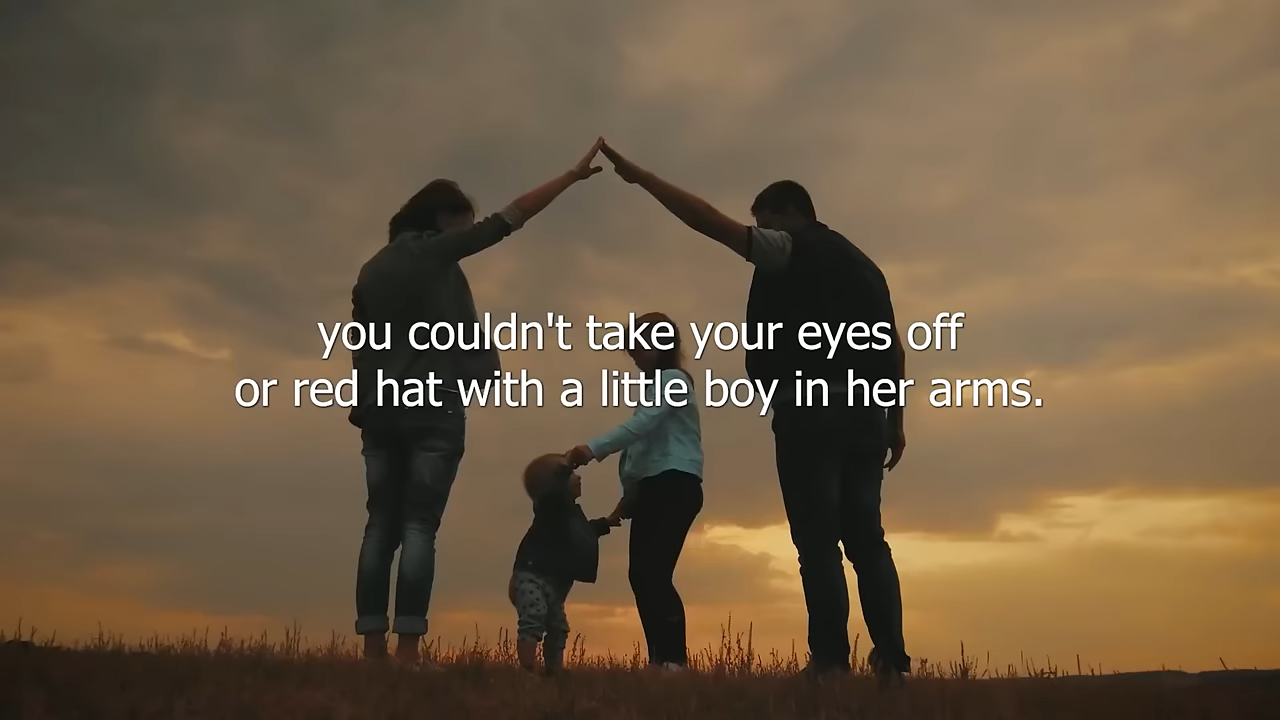 you couldn't take your eyes off
or red hat with a little boy in her arms.